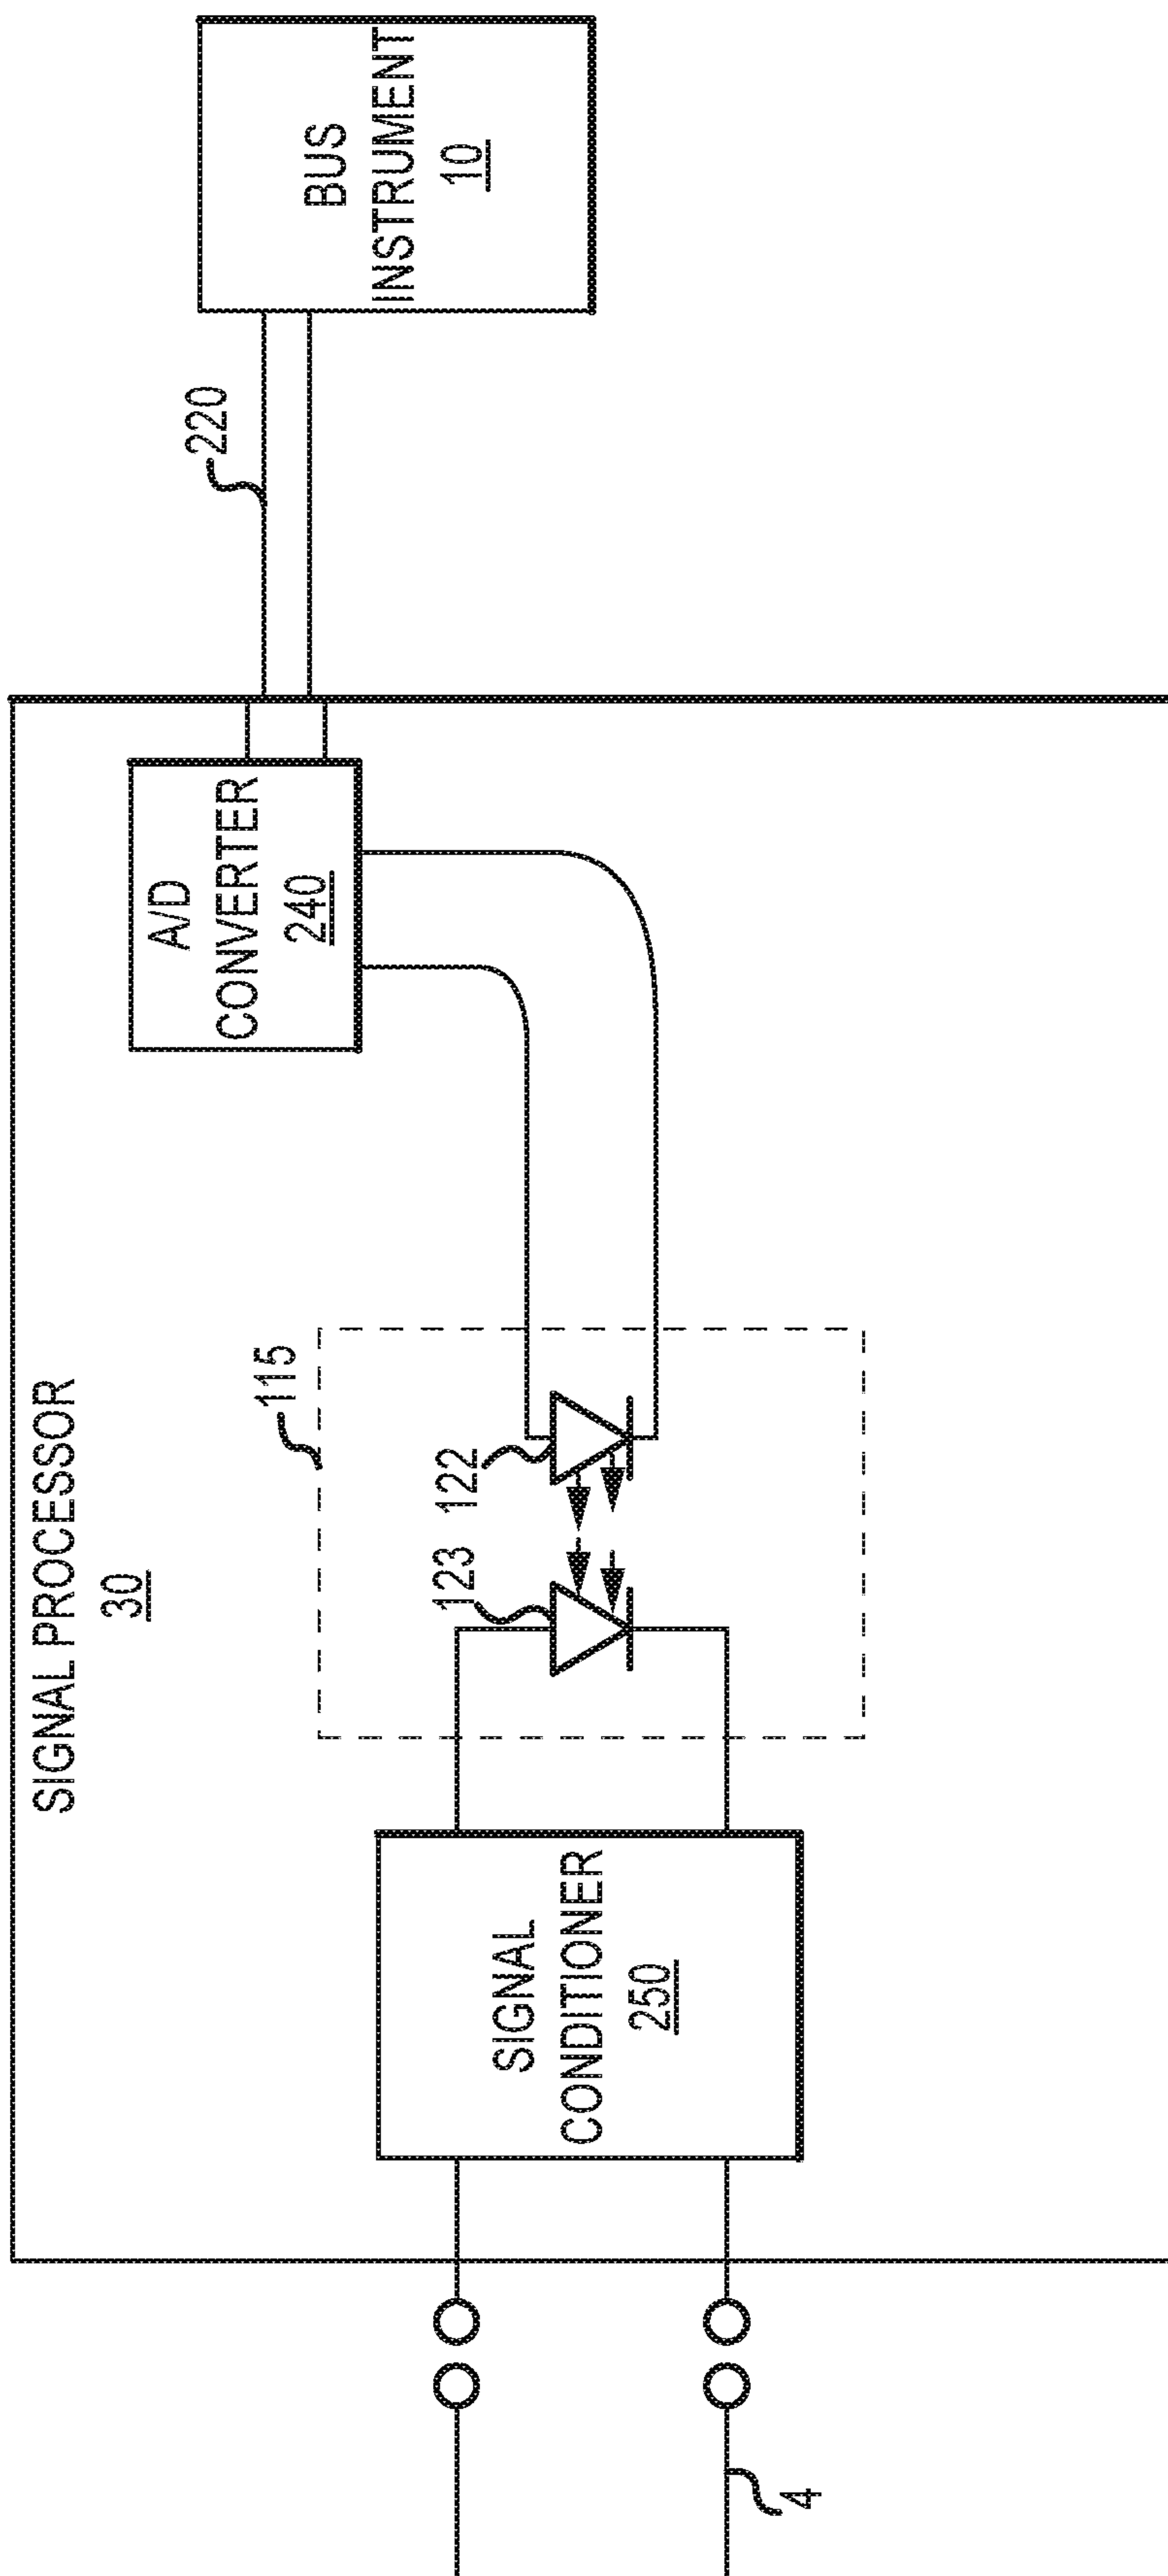 SIGNAL PROCESSOR
30
115
SIGNAL
CONDITIONER
250
123
122
A/D
CONVERTER
240
220
BUS
INSTRUMENT
10
4